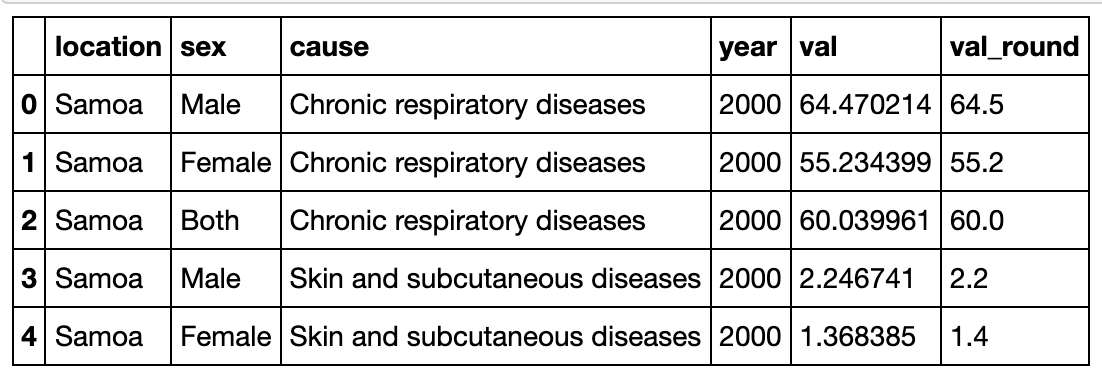 location sex cause year val val_round
0 Samoa Male Chronic respiratory diseases 2000 64.470214 64.5
1 Samoa Female Chronic respiratory diseases 2000 55.234399 55.2
2 Samoa Both Chronic respiratory diseases 2000 60.039961 60.0
3 Samoa Male Skin and subcutaneous diseases 2000 2.246741 2.2
4 Samoa Female Skin and subcutaneous diseases 2000 1.368385 1.4